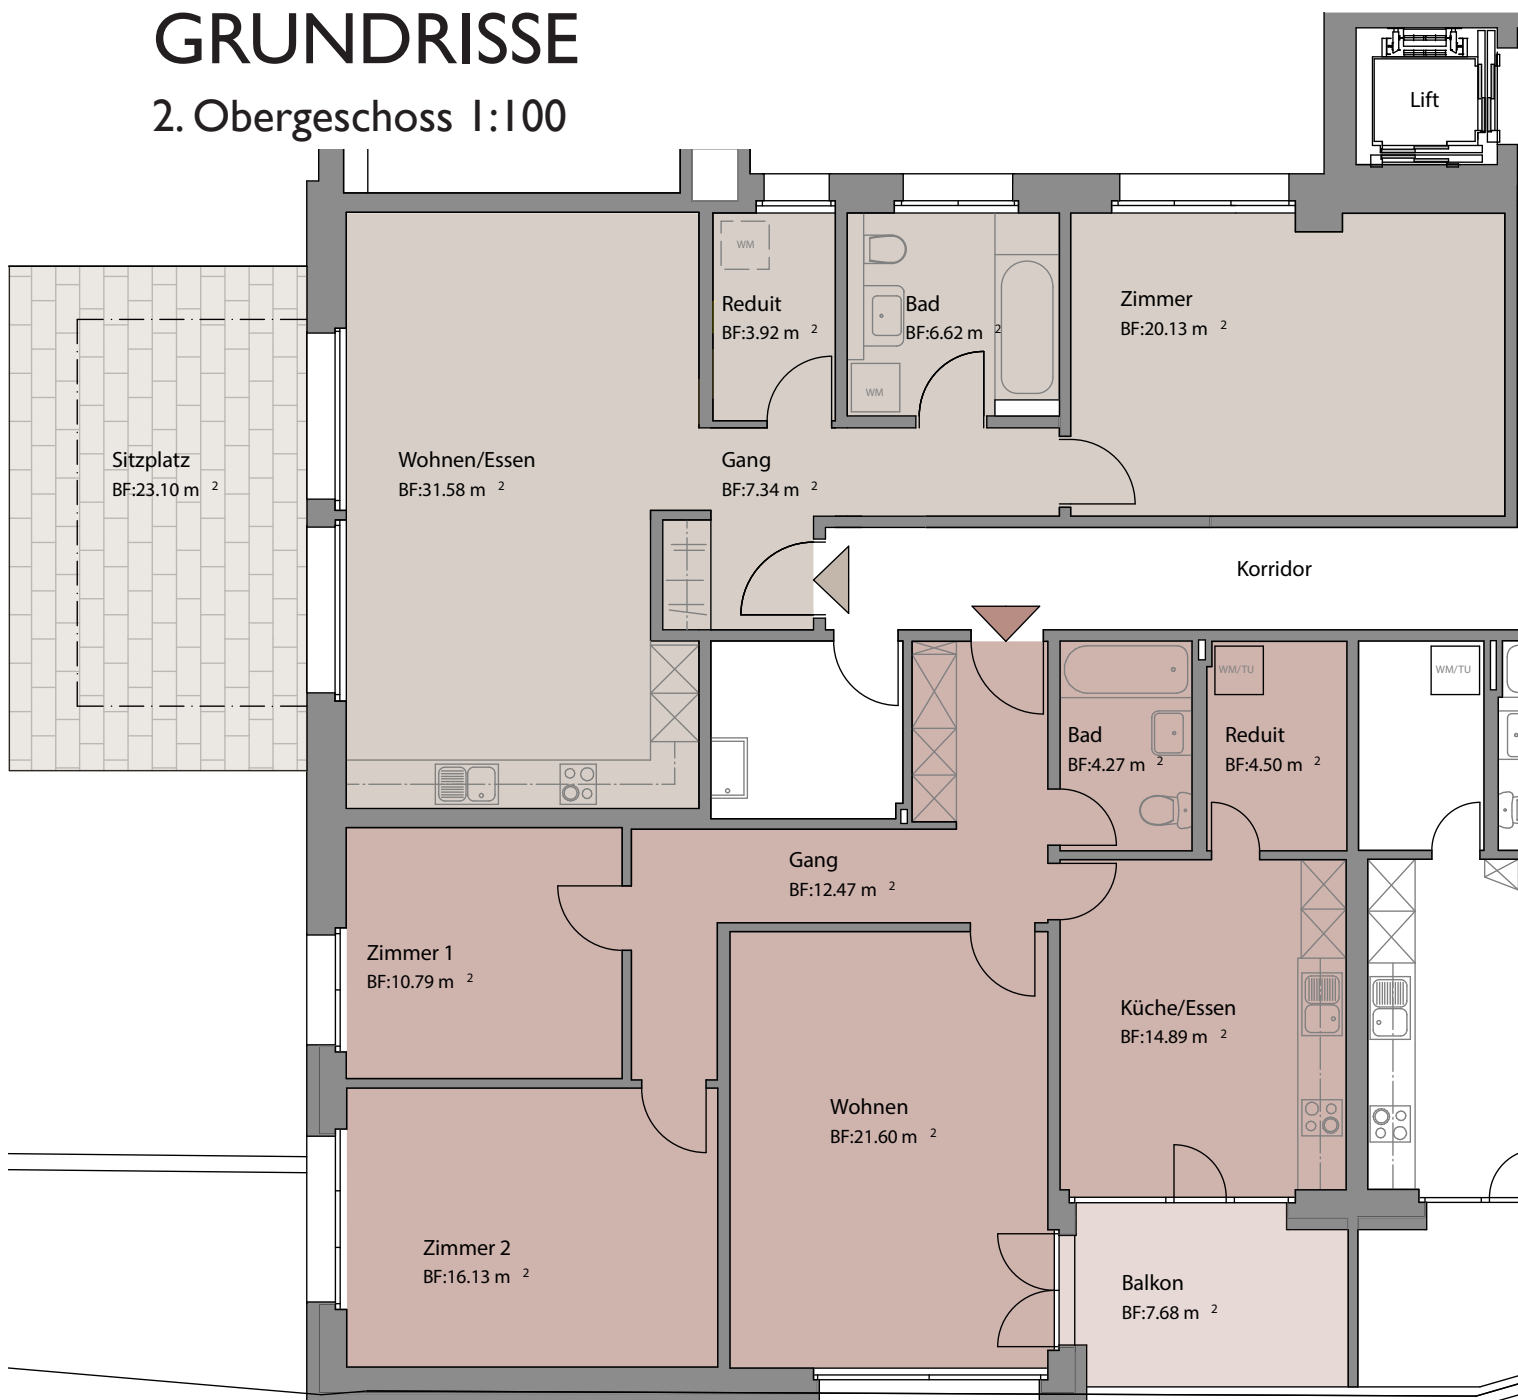 GRUNDRISSE
2. Obergeschoss 1:100
Lift
WM
Reduit
BF:3.92 m 2
Bad
BF:6.62 m 2
WM
Zimmer
BF:20.13 m 2
Sitzplatz
BF:23.10 m 2
Wohnen/Essen
BF:31.58 m 2
Gang
BF:7.34 m 2
Korridor
Bad
BF:4.27 m 2
WM/TU
Reduit
BF:4.50 m 2
WM/TU
Gang
BF:12.47 m 2
Zimmer 1
BF:10.79 m 2
Küche/Essen
BF:14.89 m 2
Wohnen
BF:21.60 m 2
Zimmer 2
BF:16.13 m 2
Balkon
BF:7.68 m 2